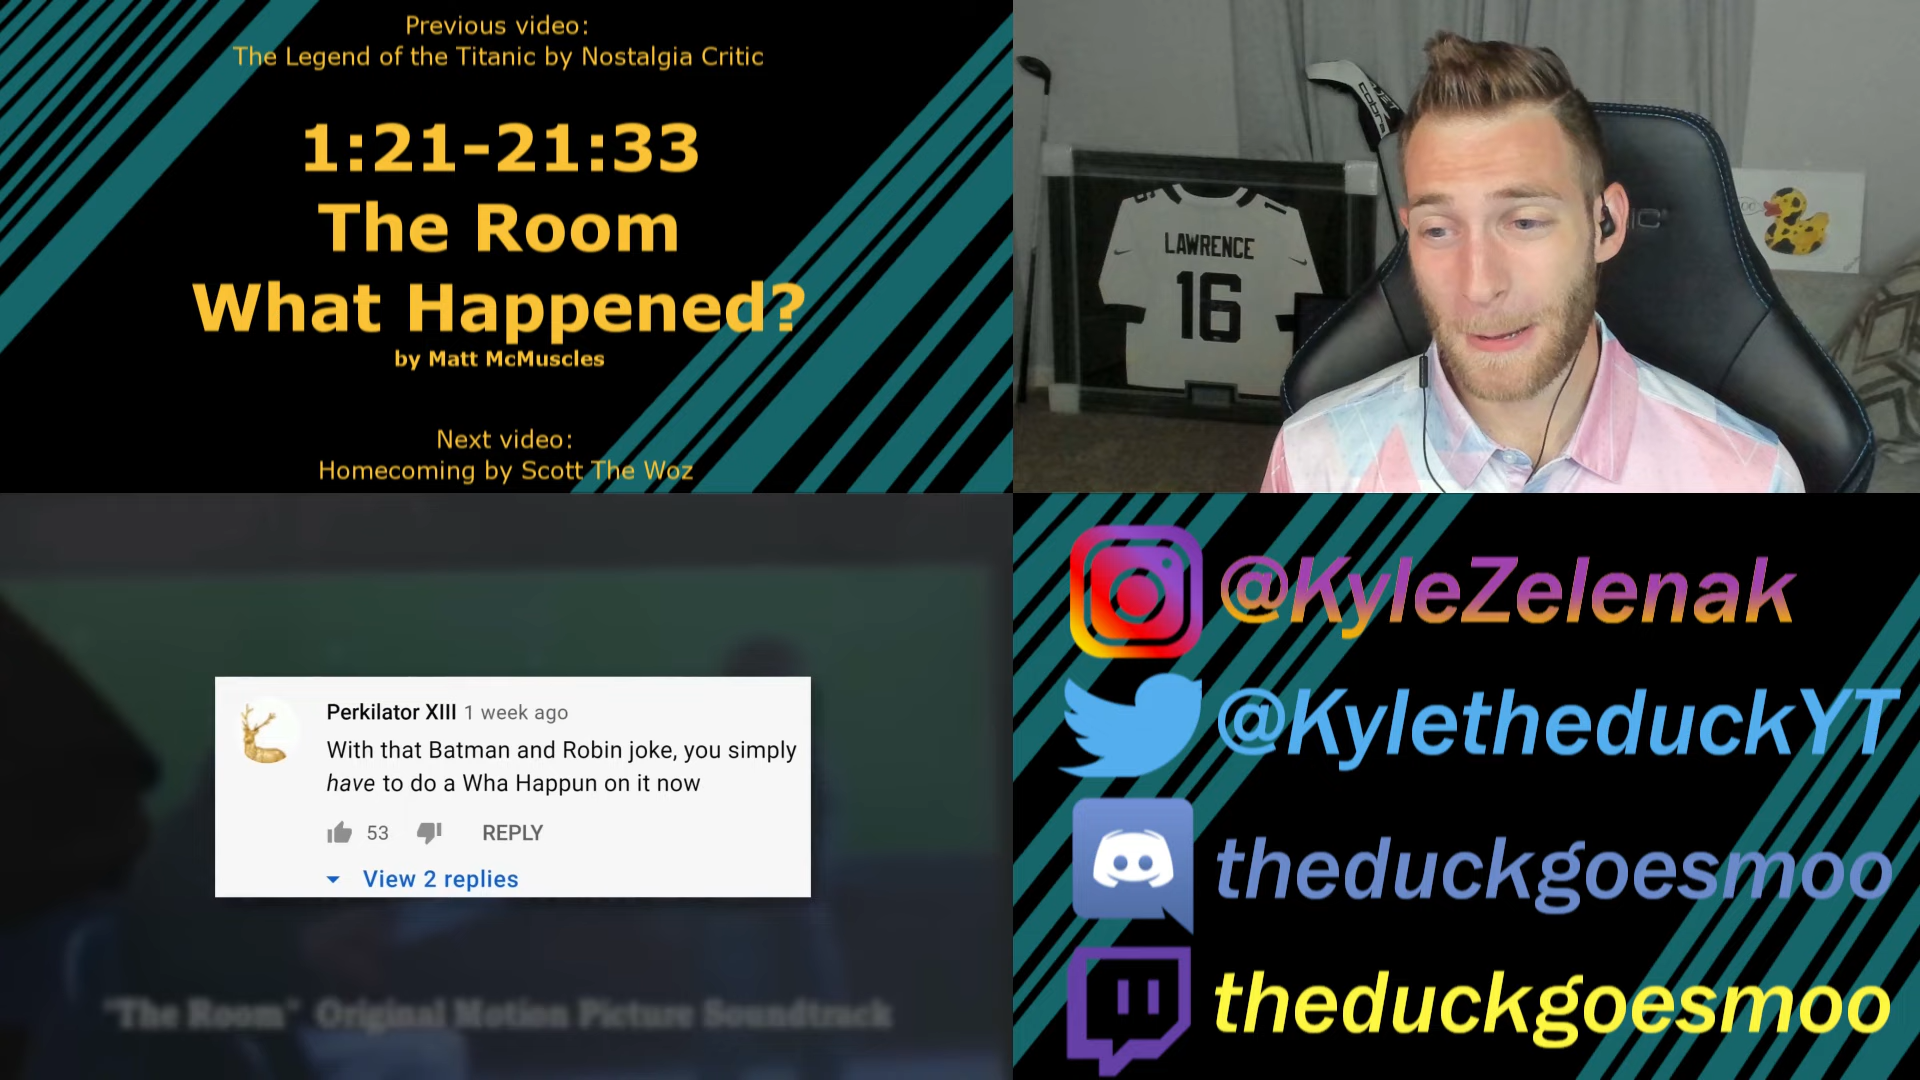 Previous video:
The Legend of the Titanic by Nostalgia Critic
1:21-21:33
The Room
What Happened?
by Matt McMuscles
Next video:
Homecoming by Scott The Woz
LAWRENCE
16
cobra
Perkilator XIII 1 week ago
With that Batman and Robin joke, you simply
have to do a Wha Happun on it now
53 REPLY
View 2 replies
"The Room" Original Motion Picture Soundtrack
@KyleZelenak
@KyletheduckYT
theduckgoesmoo
theduckgoesmoo